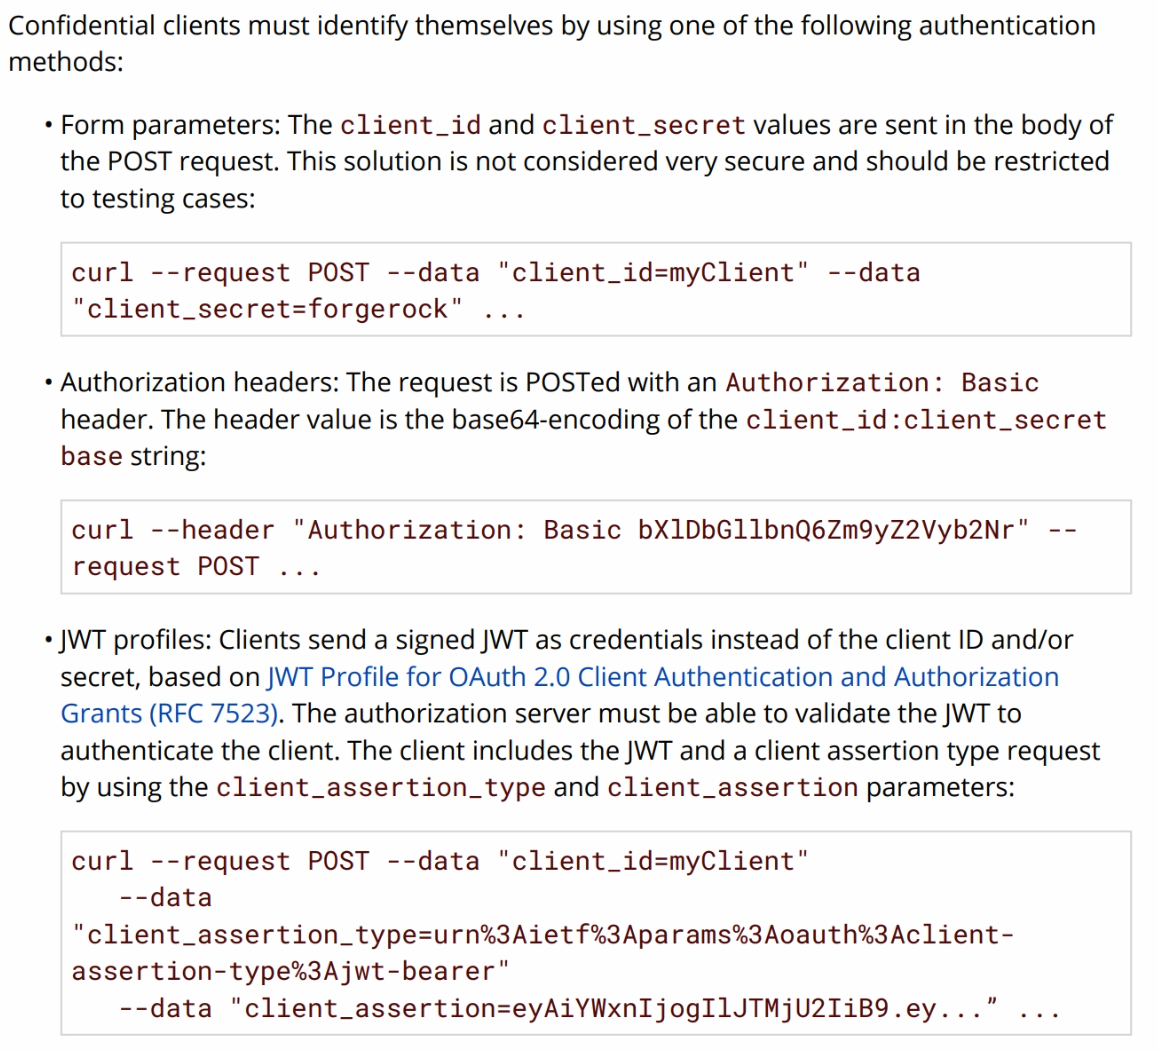 Confidential clients must identify themselves by using one of the following authentication
methods:
• Form parameters: The client_id and client_secret values are sent in the body of
the POST request. This solution is not considered very secure and should be restricted
to testing cases:
curl --request POST --data "client_id=myClient" --data
"client_secret=forgerock" ...
• Authorization headers: The request is POSTed with an Authorization: Basic
header. The header value is the base64-encoding of the client_id:client_secret
base string:
curl --header "Authorization: Basic bXlDbGllbnQ6Zm9yZ2Vyb2Nr" --
request POST ...
• JWT profiles: Clients send a signed JWT as credentials instead of the client ID and/or
secret, based on JWT Profile for OAuth 2.0 Client Authentication and Authorization
Grants (RFC 7523). The authorization server must be able to validate the JWT to
authenticate the client. The client includes the JWT and a client assertion type request
by using the client_assertion_type and client_assertion parameters:
curl --request POST --data "client_id=myClient"
--data
"client_assertion_type=urn%3Aietf%3Aparams%3Aoauth%3Aclient-
assertion-type%3Ajwt-bearer"
--data "client_assertion=eyAiYWxnIjogIlJTMjU2IiB9.ey...” ...